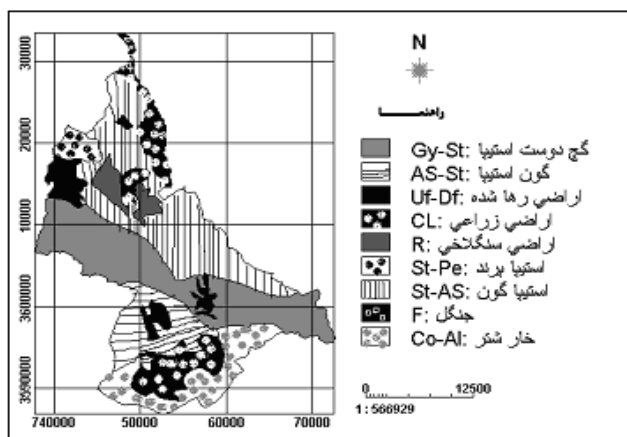 N
راهنمـــا
Gy-St: گچ دوست استیپا
AS-St: گون استیپا
Uf-Df: اراضي رها شده
CL: اراضي زراعي
R: اراضي سنگلاخي
St-Pe: استیپا پرند
St-AS: استیپا گون
F: جنگل
Co-Al: خار شتر
0 12500
1:566929
30000
20000
10000
3600000
3990000
740000 50000 60000 70000